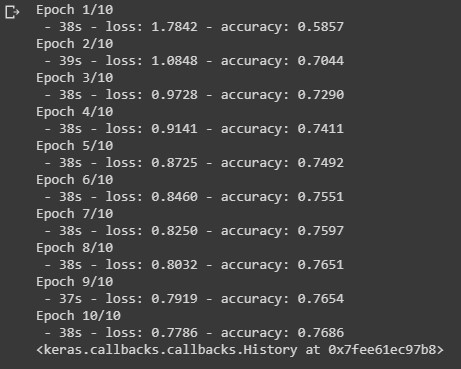 Epoch 1/10
 - 38s - loss: 1.7842 - accuracy: 0.5857
Epoch 2/10
 - 39s - loss: 1.0848 - accuracy: 0.7044
Epoch 3/10
 - 38s - loss: 0.9728 - accuracy: 0.7290
Epoch 4/10
 - 38s - loss: 0.9141 - accuracy: 0.7411
Epoch 5/10
 - 38s - loss: 0.8725 - accuracy: 0.7492
Epoch 6/10
 - 38s - loss: 0.8460 - accuracy: 0.7551
Epoch 7/10
 - 38s - loss: 0.8250 - accuracy: 0.7597
Epoch 8/10
 - 38s - loss: 0.8032 - accuracy: 0.7651
Epoch 9/10
 - 37s - loss: 0.7919 - accuracy: 0.7654
Epoch 10/10
 - 38s - loss: 0.7786 - accuracy: 0.7686
<keras.callbacks.callbacks.History at 0x7fee61ec97b8>